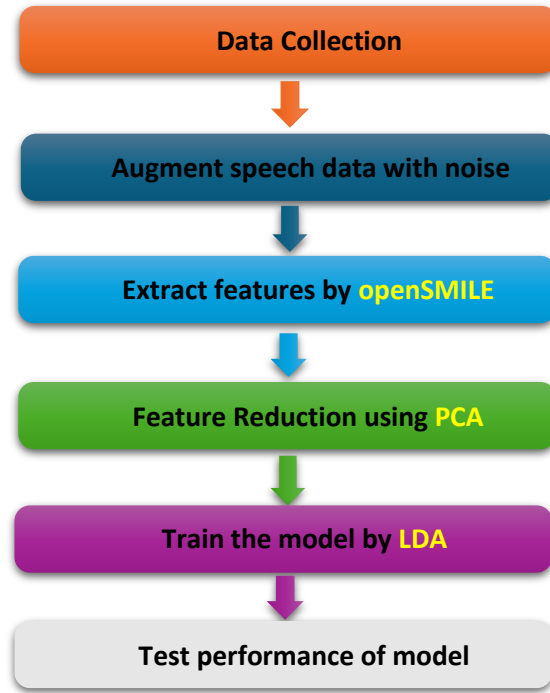 Data Collection
Augment speech data with noise
Extract features by openSMILE
Feature Reduction using PCA
Train the model by LDA
Test performance of model